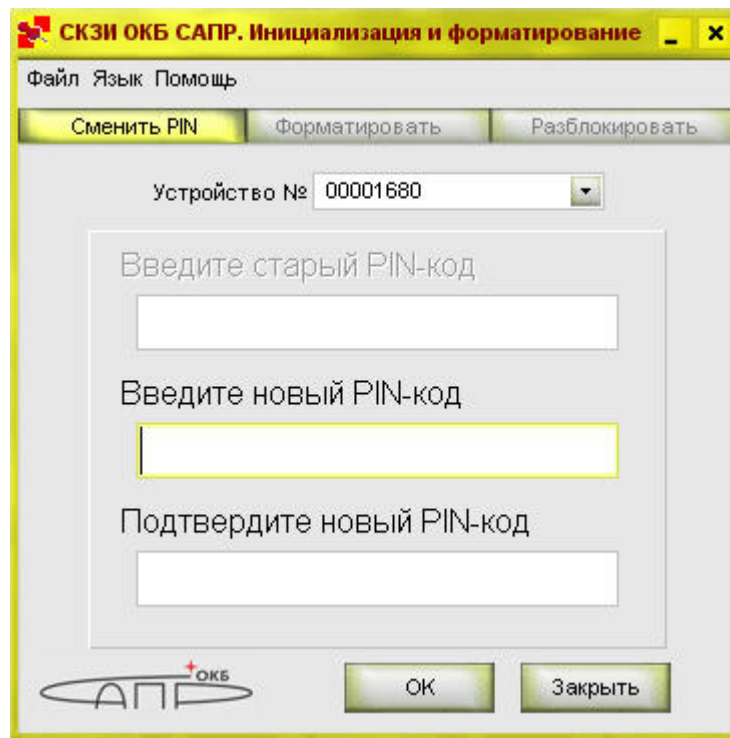 СКЗИ ОКБ САПР. Инициализация и форматирование
Файл Язык Помощь
Сменить PIN Форматировать Разблокировать
Устройство № 00001680
Введите старый PIN-код
Введите новый PIN-код
Подтвердите новый PIN-код
ОКБ
САПР
ОК Закрыть